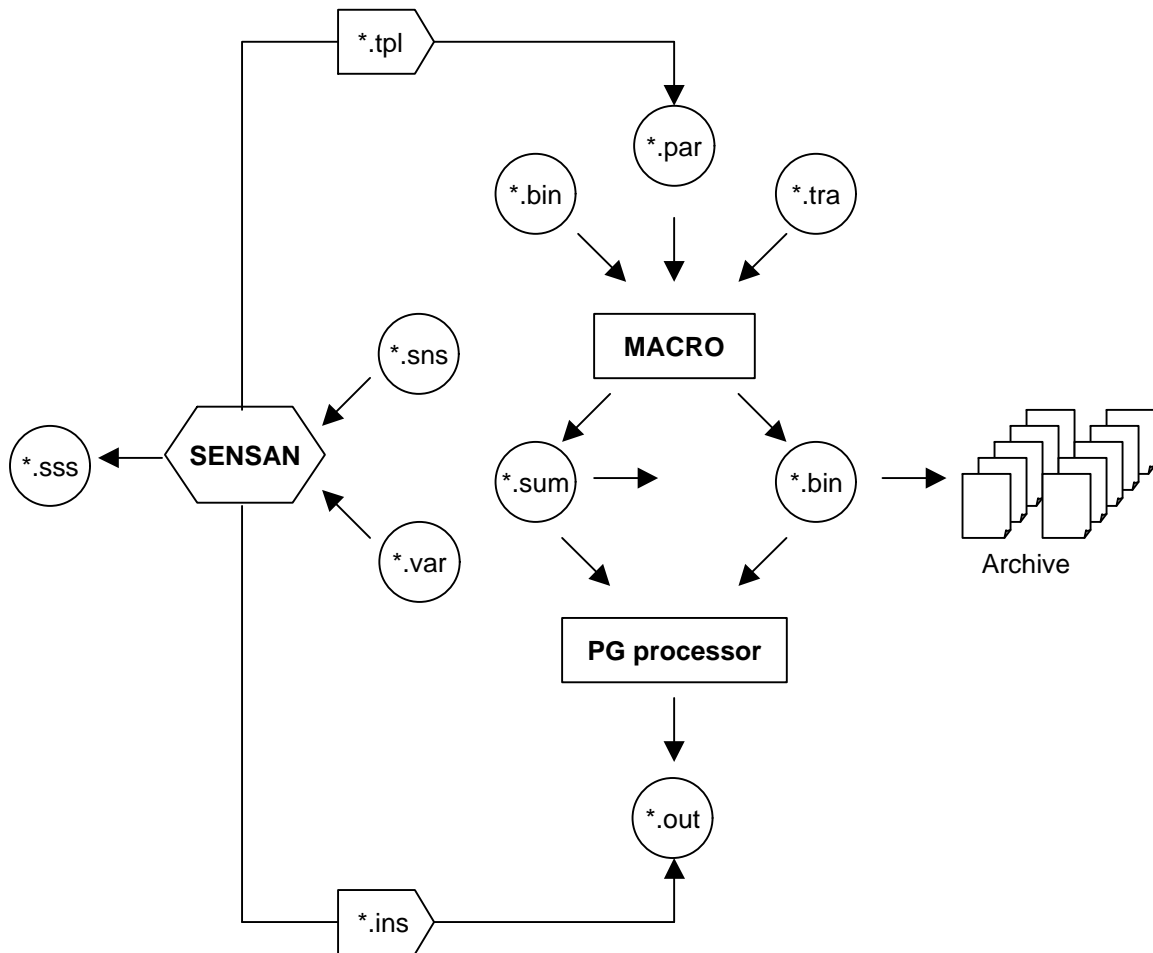 *.tpl
*.par
*.bin
*.tra
MACRO
*.sns
SENSAN
*.sss
*.sum
*.bin
*.var
Archive
PG processor
*.out
*.ins